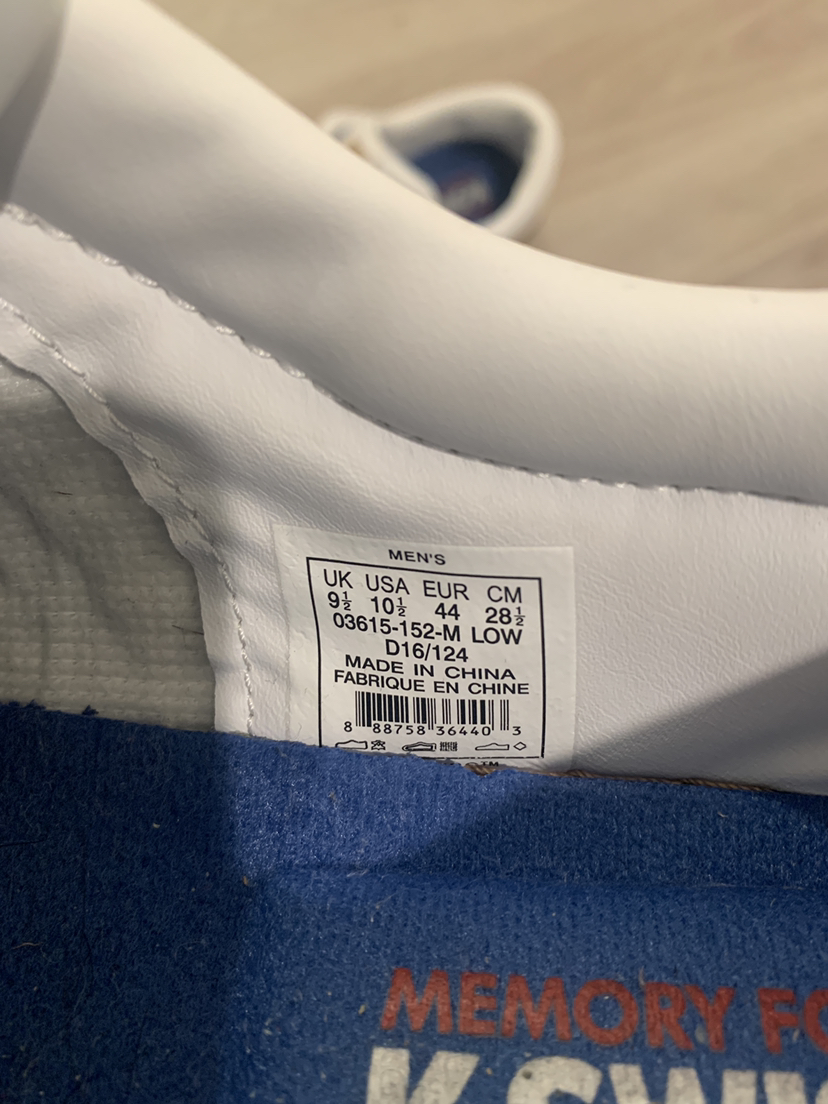 MEN'S
UK USA EUR CM
9½ 10½ 44 28½
03615-152-M LOW
D16/124
MADE IN CHINA
FABRIQUE EN CHINE
8 88758 36440 3
TM
MEMORY